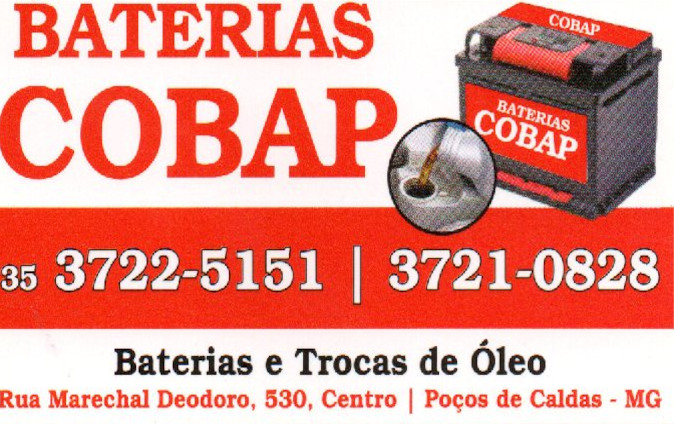 BATERIAS
COBAP
COBAP
BATERIAS
COBAP
35 3722-5151 | 3721-0828
Baterias e Trocas de Óleo
Rua Marechal Deodoro, 530, Centro | Poços de Caldas - MG